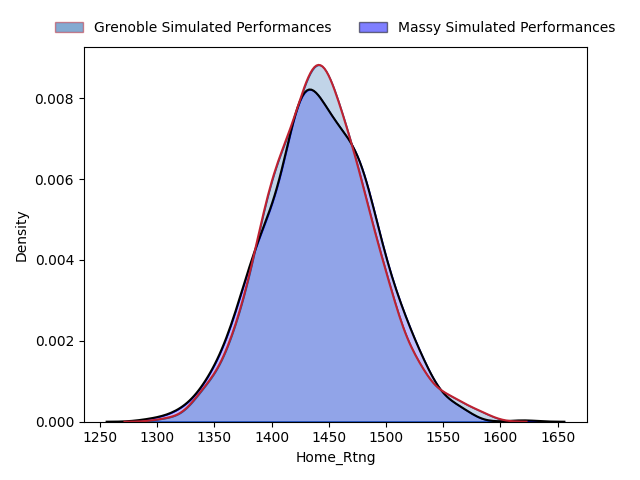 Grenoble Simulated Performances Massy Simulated Performances
0.008
0.006
0.004
0.002
0.000
Density
1250 1300 1350 1400 1450 1500 1550 1600 1650
Home_Rtng